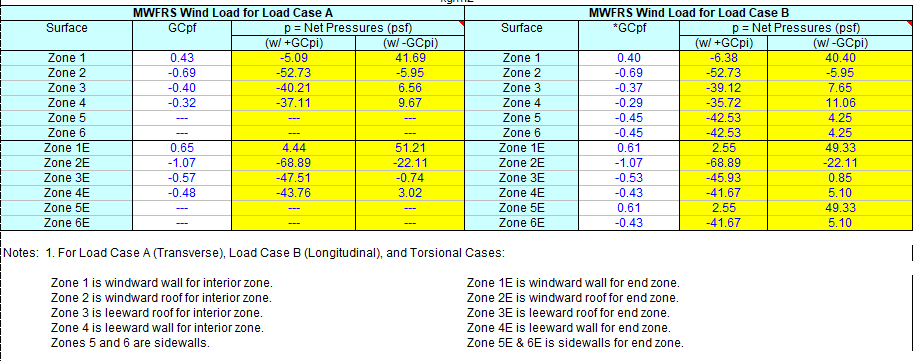 MWFRS Wind Load for Load Case A MWFRS Wind Load for Load Case B
Surface GCpf p = Net Pressures (psf) Surface *GCpf p = Net Pressures (psf)
(w/ +GCpi) (w/ -GCpi) (w/ +GCpi) (w/ -GCpi)
Zone 1 0.43 -5.09 41.69 Zone 1 0.40 -6.38 40.40
Zone 2 -0.69 -52.73 -5.95 Zone 2 -0.69 -52.73 -5.95
Zone 3 -0.40 -40.21 6.56 Zone 3 -0.37 -39.12 7.65
Zone 4 -0.32 -37.11 9.67 Zone 4 -0.29 -35.72 11.06
Zone 5 --- --- --- Zone 5 -0.45 -42.53 4.25
Zone 6 --- --- --- Zone 6 -0.45 -42.53 4.25
Zone 1E 0.65 4.44 51.21 Zone 1E 0.61 2.55 49.33
Zone 2E -1.07 -68.89 -22.11 Zone 2E -1.07 -68.89 -22.11
Zone 3E -0.57 -47.51 -0.74 Zone 3E -0.53 -45.93 0.85
Zone 4E -0.48 -43.76 3.02 Zone 4E -0.43 -41.67 5.10
Zone 5E --- --- --- Zone 5E 0.61 2.55 49.33
Zone 6E --- --- --- Zone 6E -0.43 -41.67 5.10
Notes: 1. For Load Case A (Transverse), Load Case B (Longitudinal), and Torsional Cases:
Zone 1 is windward wall for interior zone. Zone 1E is windward wall for end zone.
Zone 2 is windward roof for interior zone. Zone 2E is windward roof for end zone.
Zone 3 is leeward roof for interior zone. Zone 3E is leeward roof for end zone.
Zone 4 is leeward wall for interior zone. Zone 4E is leeward wall for end zone.
Zones 5 and 6 are sidewalls. Zone 5E & 6E is sidewalls for end zone.